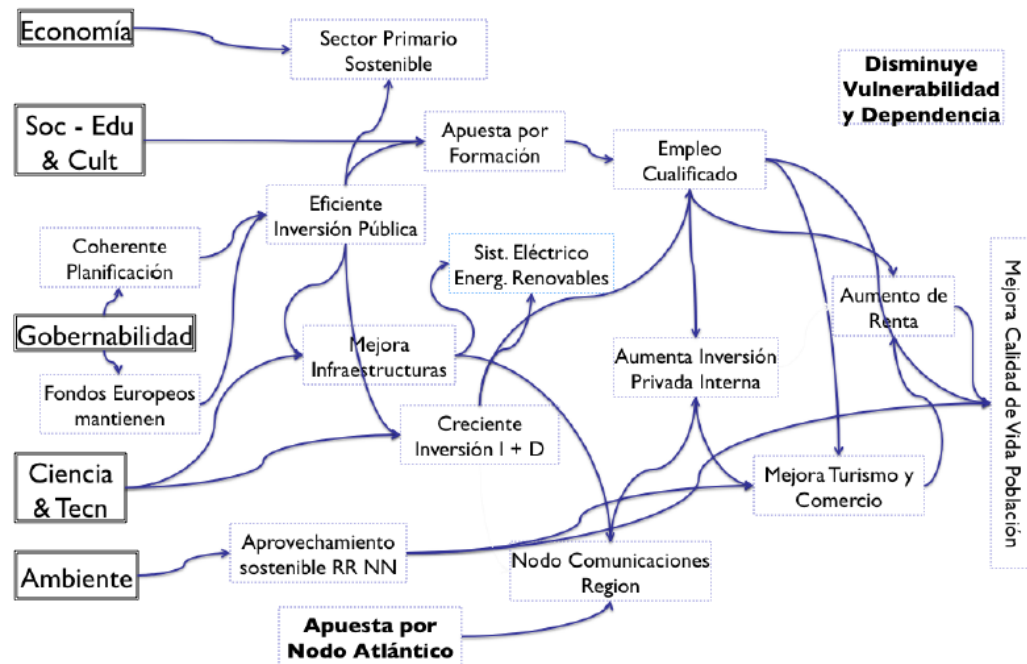 Economía
Sector Primario
Sostenible
Disminuye
Vulnerabilidad
y Dependencia
Soc - Edu
& Cult
Apuesta por
Formación
Empleo
Cualificado
Eficiente
Inversión Pública
Coherente
Planificación
Sist. Eléctrico
Energ. Renovables
Gobernabilidad
Mejora
Infraestructuras
Aumenta Inversión
Privada Interna
Aumento de
Renta
Mejora Calidad de Vida Población
Fondos Europeos
mantienen
Creciente
Inversión I + D
Ciencia
& Tecn
Mejora Turismo y
Comercio
Ambiente
Aprovechamiento
sostenible RR NN
Nodo Comunicaciones
Region
Apuesta por
Nodo Atlántico